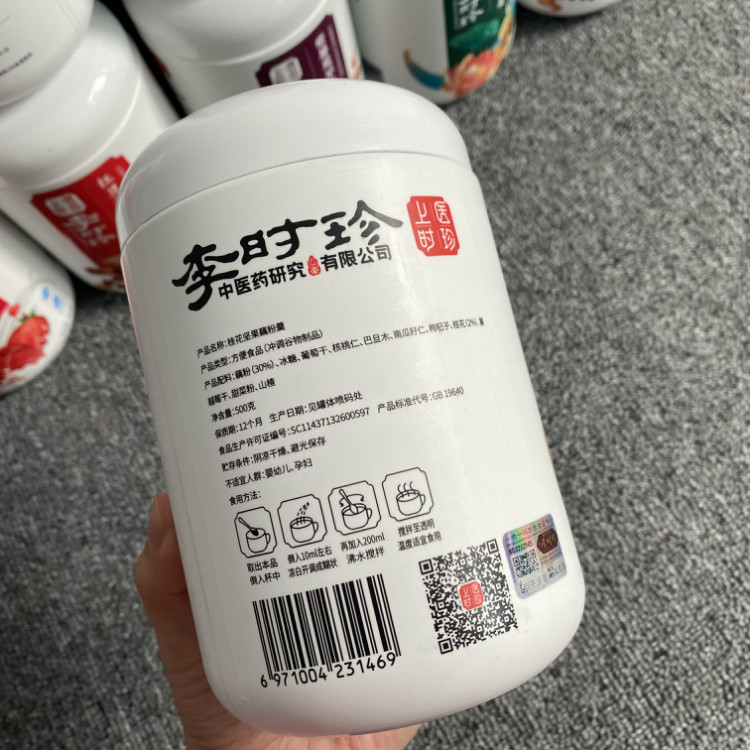 李时珍
上医
时珍
中医药研究 有限公司
产品名称:桂花坚果藕粉羹
产品类型:方便食品(冲调谷物制品)
产品配料:藕粉(30%)、冰糖、葡萄干、核桃仁、巴旦木、南瓜籽仁、枸杞子、桂花(2%)、蔓
越莓干、甜菜粉、山楂
净含量:500克
保质期:12个月 生产日期:见罐体喷码处 产品标准代号:GB 19640
食品生产许可证编号:SC11437132600597
贮存条件:阴凉干燥、避光保存
不适宜人群:婴幼儿、孕妇
食用方法:
取出本品
倒入杯中
倒入10ml左右
凉白开调成糊状
再加入200ml
沸水搅拌
搅拌至透明
温度适宜食用
6 971004 231469
上医
时珍